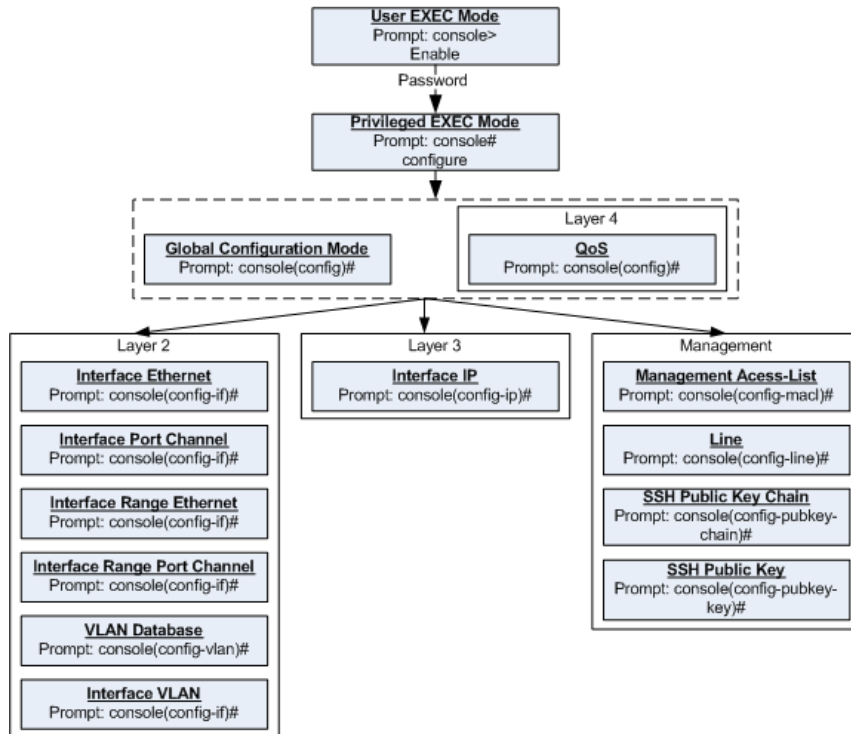 User EXEC Mode
Prompt: console>
Enable
Password
Privileged EXEC Mode
Prompt: console#
configure
Global Configuration Mode
Prompt: console(config)#
Layer 4
QoS
Prompt: console(config)#
Layer 2
Interface Ethernet
Prompt: console(config-if)#
Interface Port Channel
Prompt: console(config-if)#
Interface Range Ethernet
Prompt: console(config-if)#
Interface Range Port Channel
Prompt: console(config-if)#
VLAN Database
Prompt: console(config-vlan)#
Interface VLAN
Prompt: console(config-if)#
Layer 3
Interface IP
Prompt: console(config-ip)#
Management
Management Acess-List
Prompt: console(config-macl)#
Line
Prompt: console(config-line)#
SSH Public Key Chain
Prompt: console(config-pubkey-
chain)#
SSH Public Key
Prompt: console(config-pubkey-
key)#